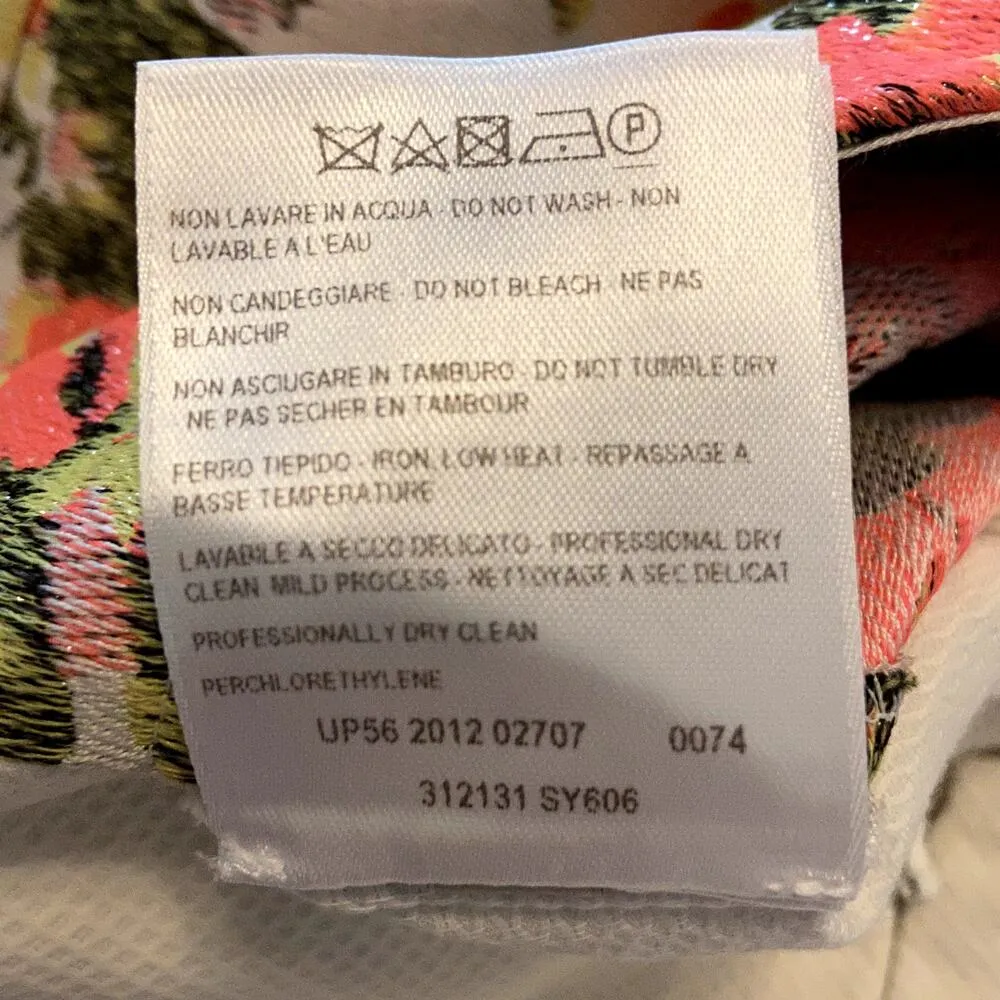 P
NON LAVARE IN ACQUA - DO NOT WASH - NON
LAVABLE A L'EAU
NON CANDEGGIARE - DO NOT BLEACH - NE PAS
BLANCHIR
NON ASCIUGARE IN TAMBURO - DO NOT TUMBLE DRY
- NE PAS SECHER EN TAMBOUR
FERRO TIEPIDO - IRON, LOW HEAT - REPASSAGE A
BASSE TEMPERATURE
LAVABILE A SECCO DELICATO - PROFESSIONAL DRY
CLEAN MILD PROCESS - NETTOYAGE A SEC DELICAT
PROFESSIONALLY DRY CLEAN
PERCHLORETHYLENE
UP56 2012 02707 0074
312131 SY606